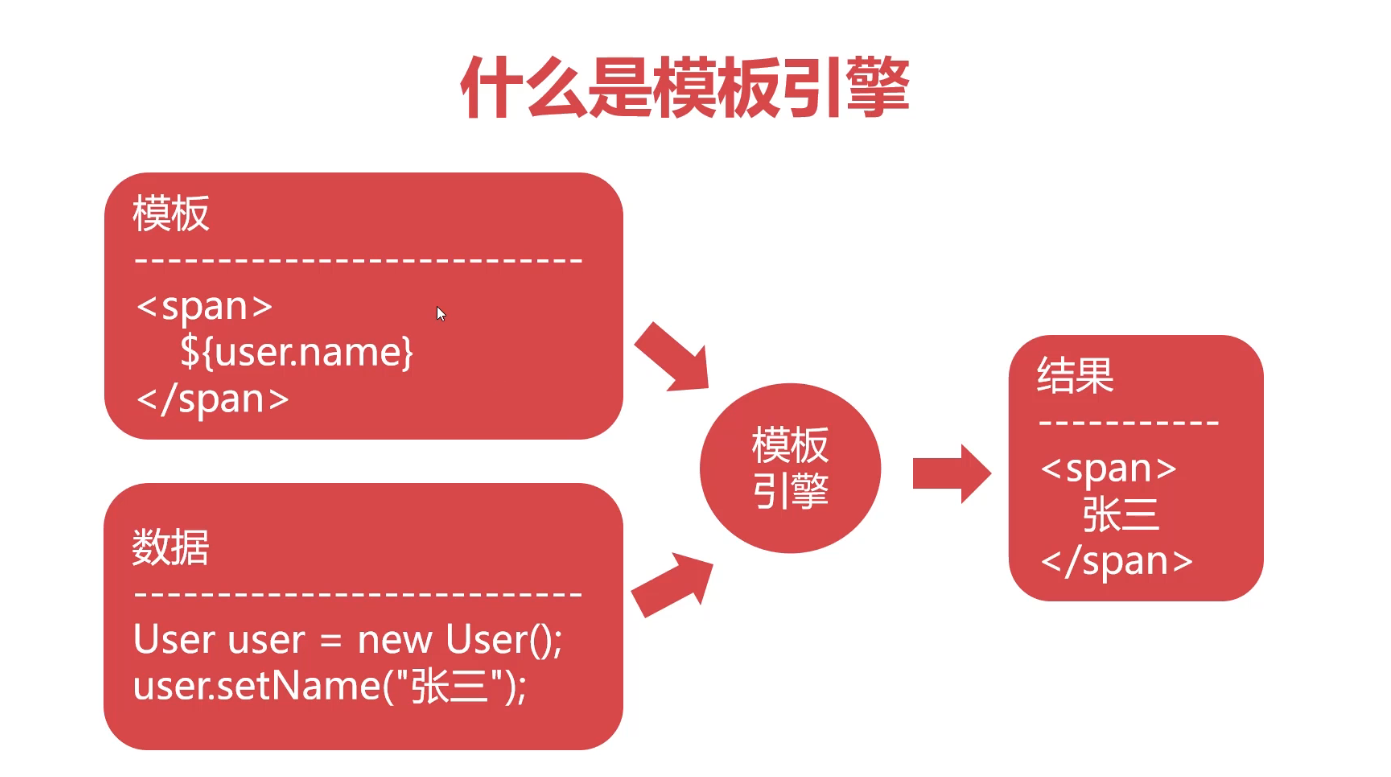 什么是模板引擎
模板
---------------------------
<span>
${user.name}
</span>
数据
---------------------------
User user = new User();
user.setName("张三");
模板
引擎
结果
-----------
<span>
张三
</span>